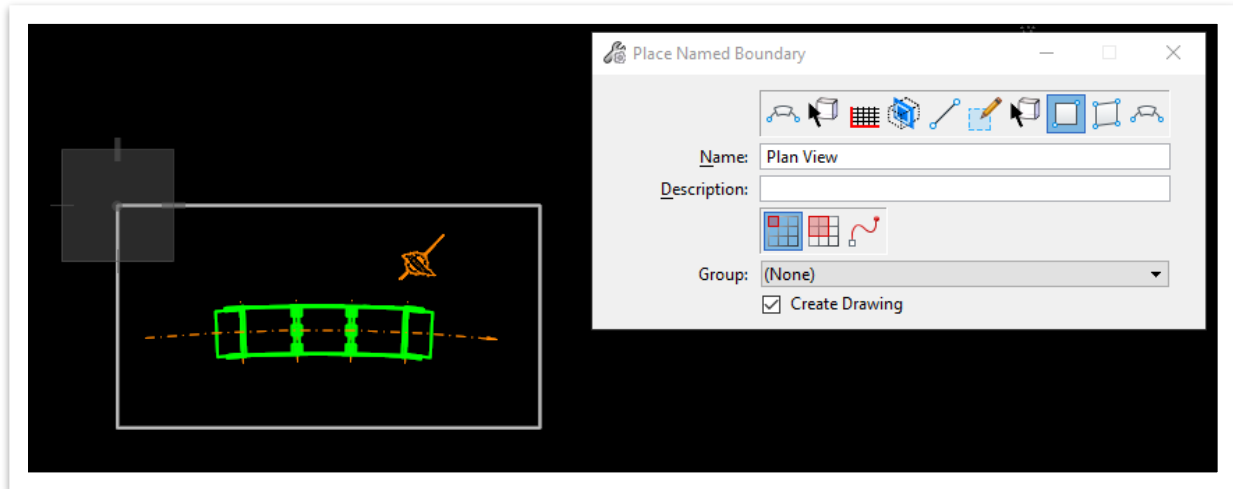 Place Named Boundary
Name: Plan View
Description:
Group: (None)
Create Drawing